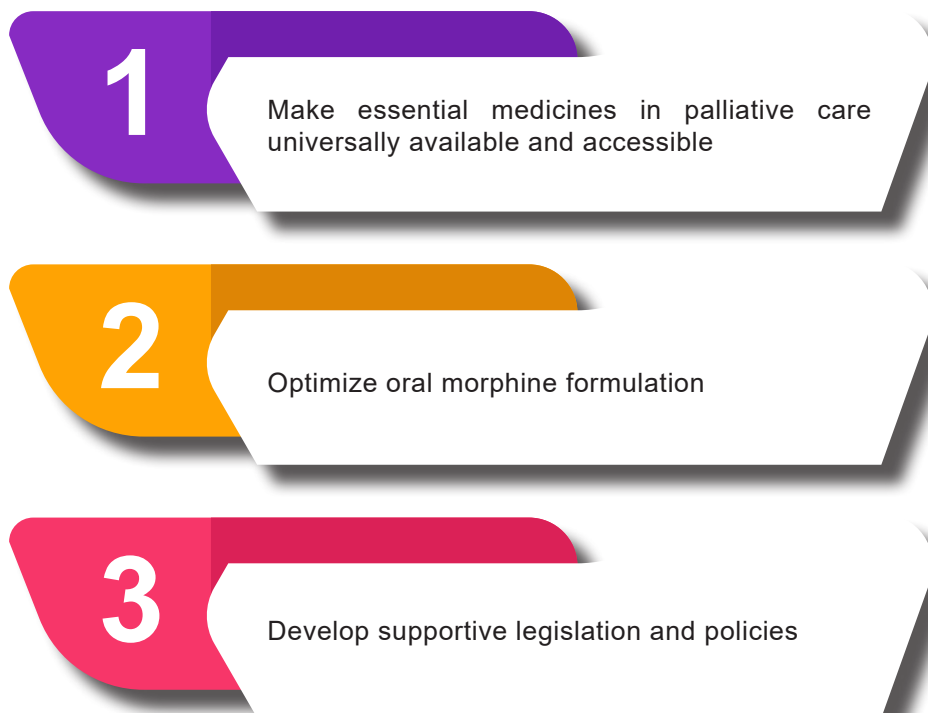 1
Make essential medicines in palliative care
universally available and accessible
2
Optimize oral morphine formulation
3
Develop supportive legislation and policies